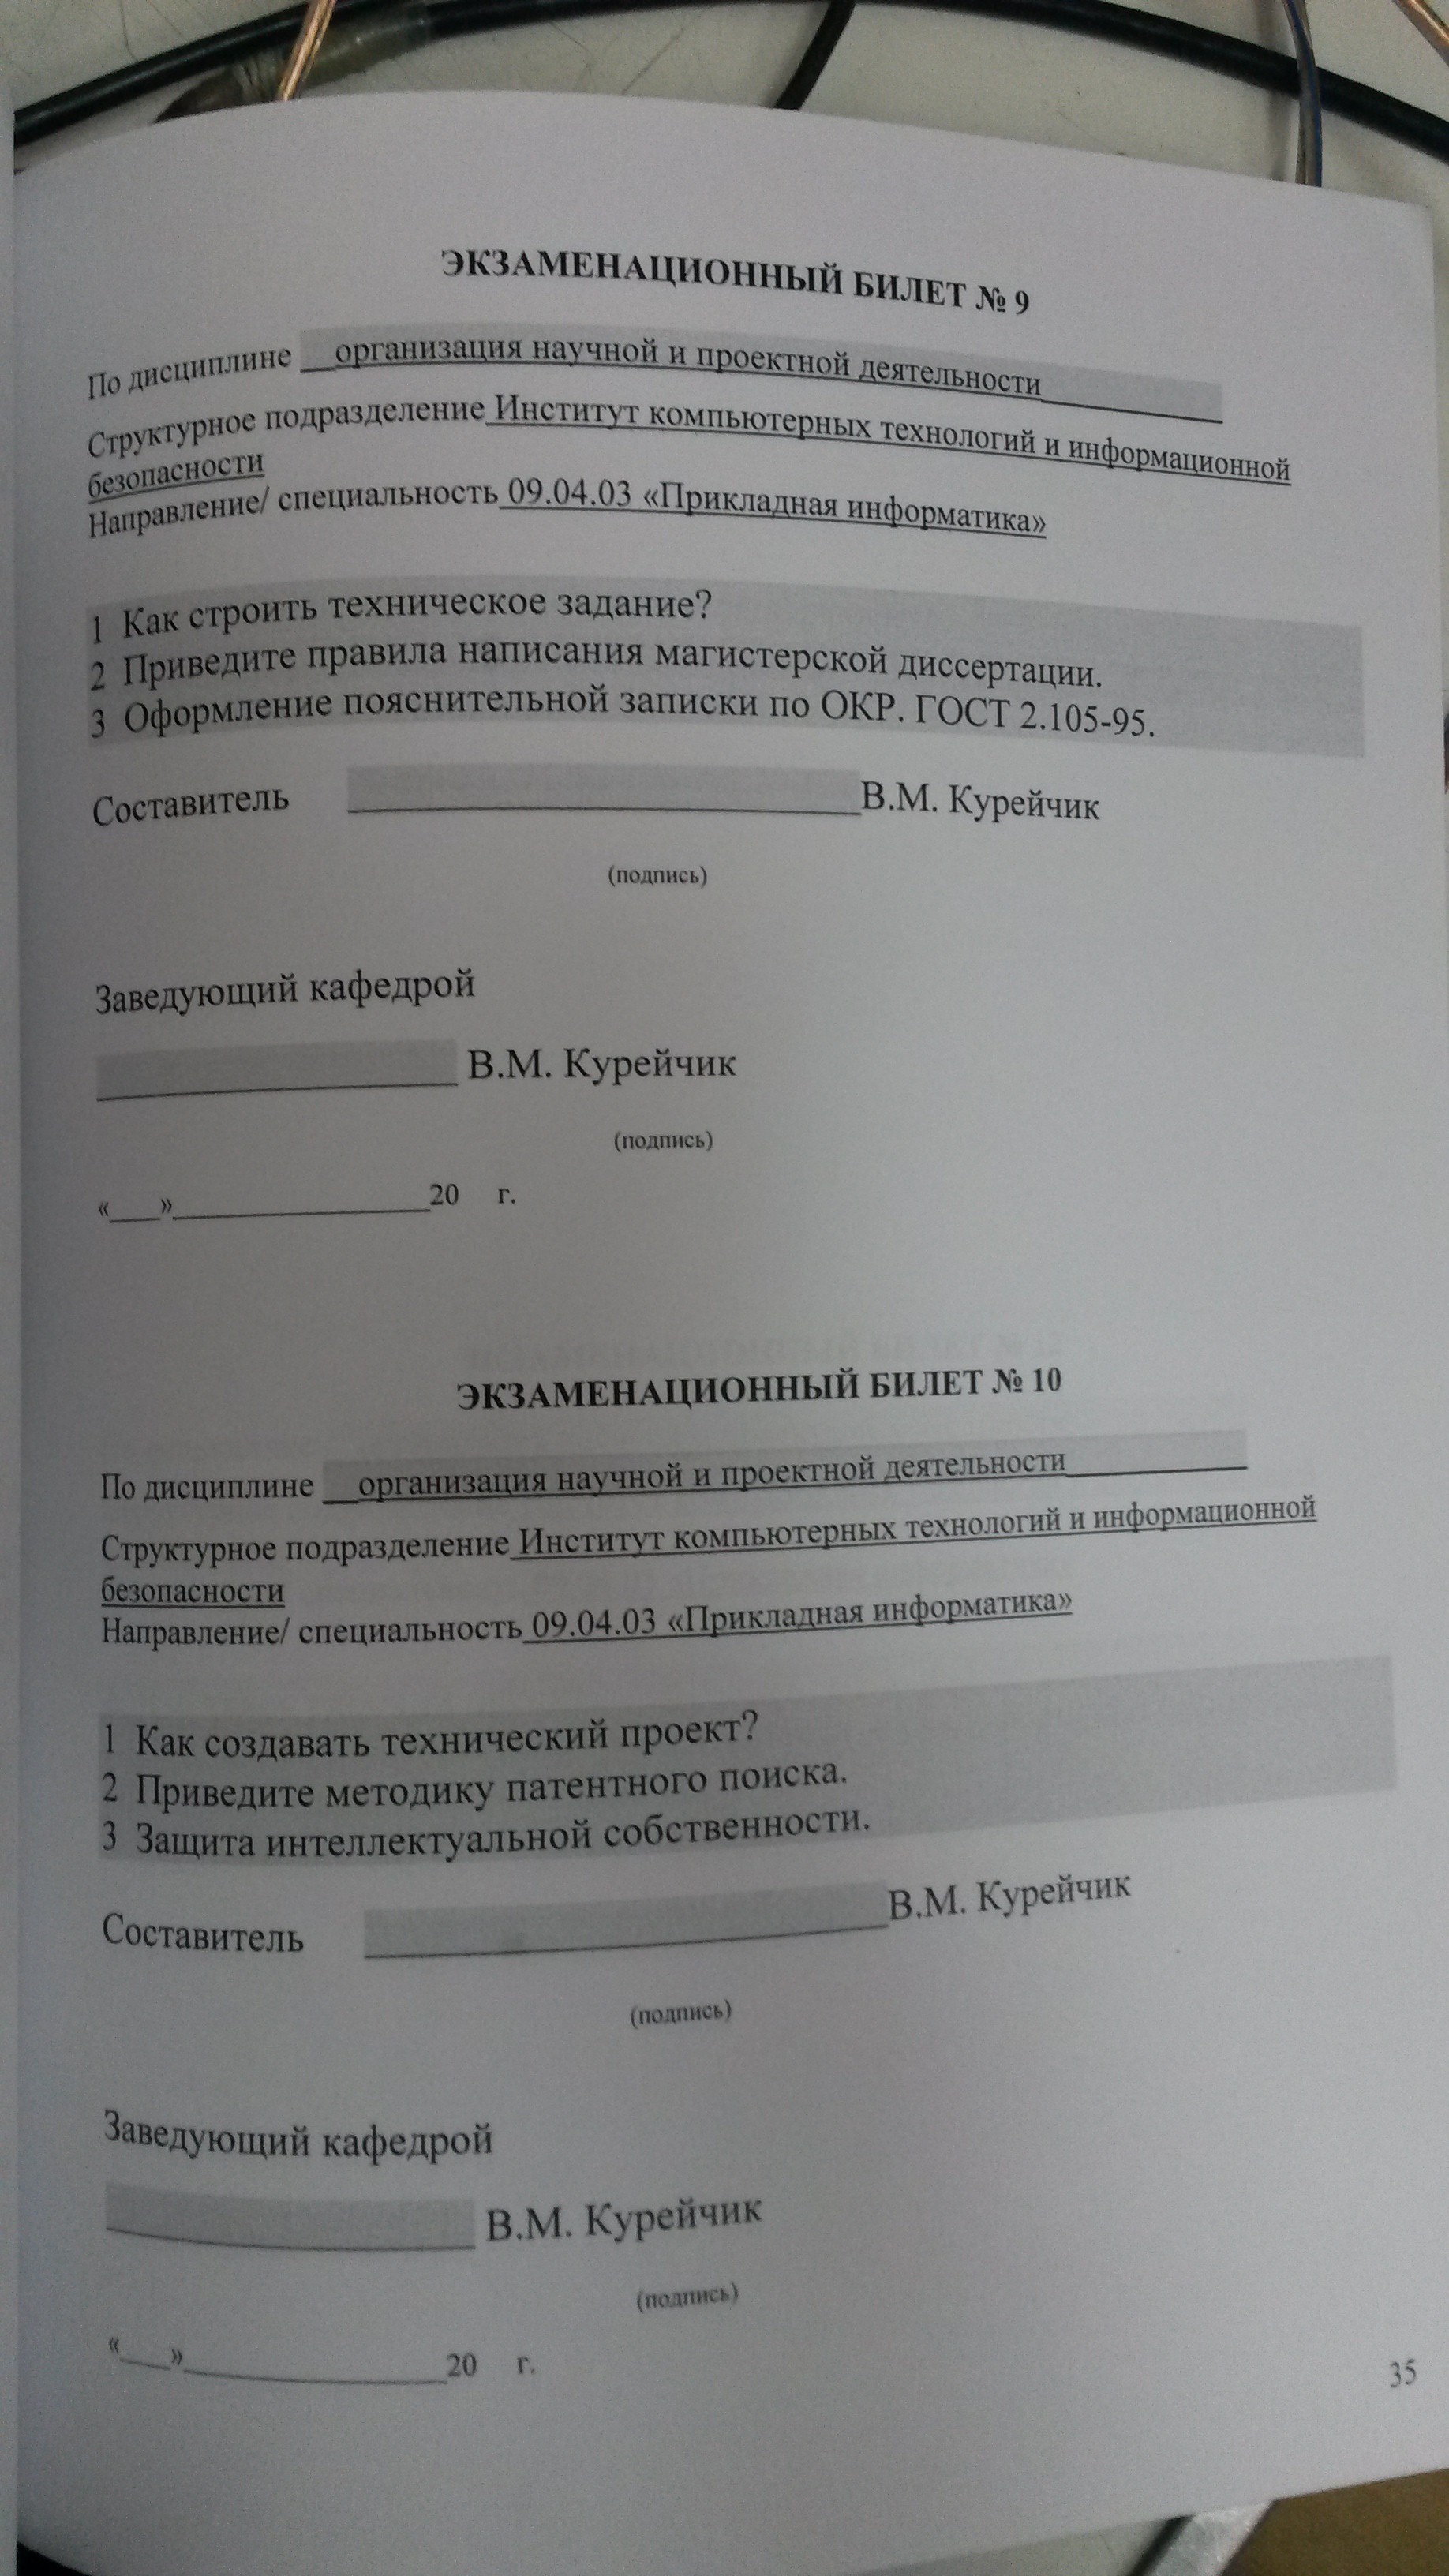 ЭКЗАМЕНАЦИОННЫЙ БИЛЕТ № 9
По дисциплине __организация научной и проектной деятельности__________
Структурное подразделение Институт компьютерных технологий и информационной
безопасности
Направление/ специальность 09.04.03 «Прикладная информатика»
1 Как строить техническое задание?
2 Приведите правила написания магистерской диссертации.
3 Оформление пояснительной записки по ОКР. ГОСТ 2.105-95.
Составитель ______________________________В.М. Курейчик
(подпись)
Заведующий кафедрой
_____________________ В.М. Курейчик
(подпись)
«___»_______________20 г.
ЭКЗАМЕНАЦИОННЫЙ БИЛЕТ № 10
По дисциплине __организация научной и проектной деятельности__________
Структурное подразделение Институт компьютерных технологий и информационной
безопасности
Направление/ специальность 09.04.03 «Прикладная информатика»
1 Как создавать технический проект?
2 Приведите методику патентного поиска.
3 Защита интеллектуальной собственности.
Составитель ______________________________В.М. Курейчик
(подпись)
Заведующий кафедрой
_____________________ В.М. Курейчик
(подпись)
«___»_______________20 г.
35